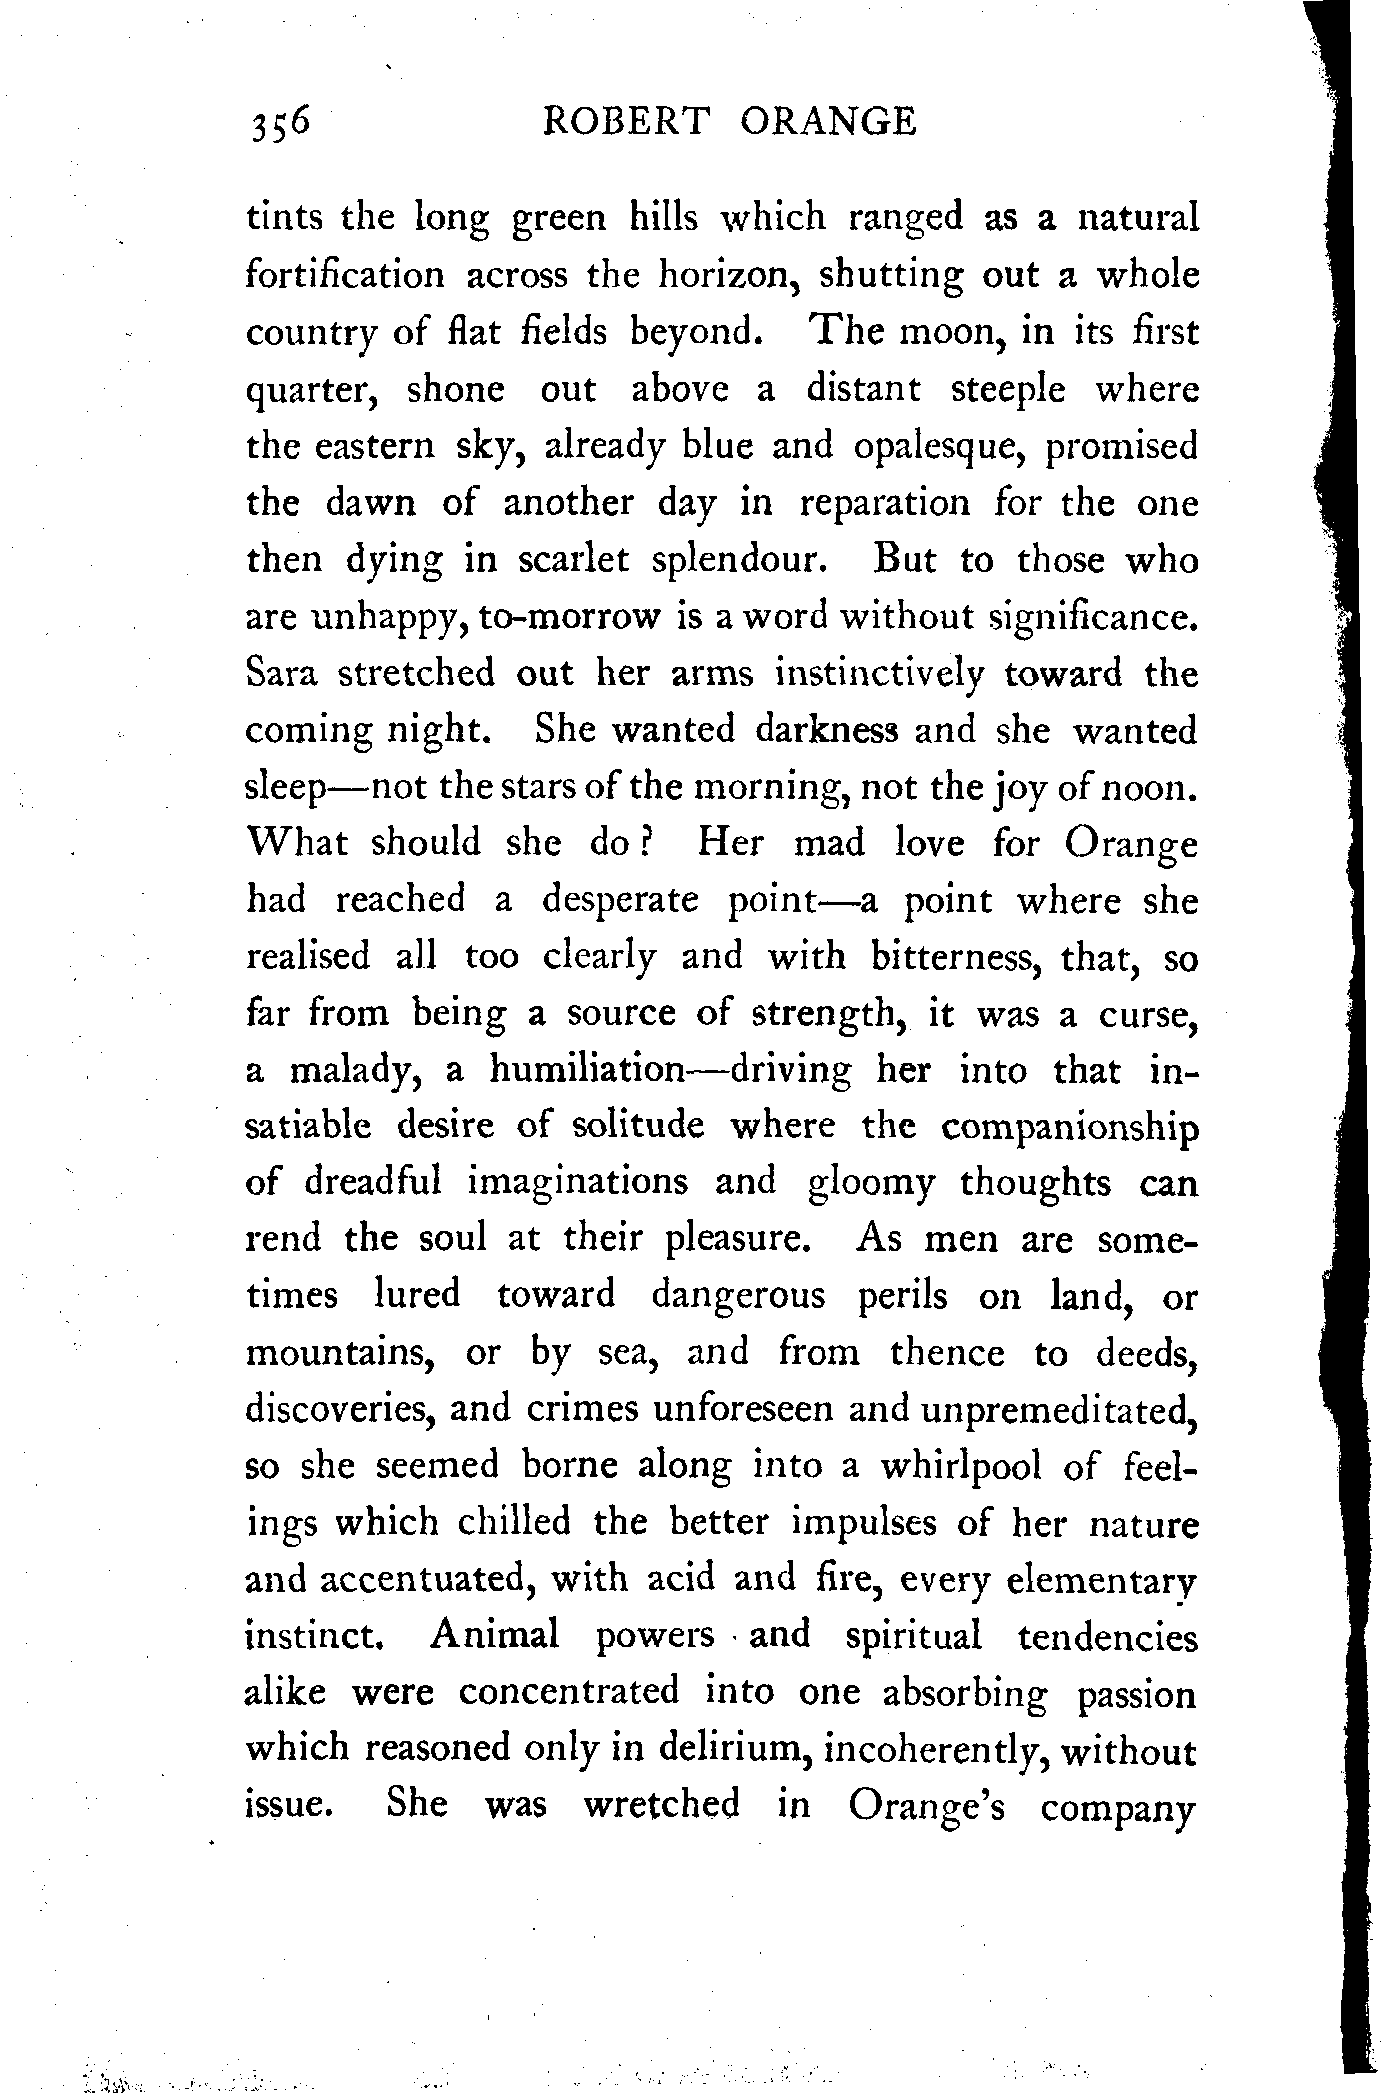 356 ROBERT ORANGE
tints the long green hills which ranged as a natural
fortification across the horizon, shutting out a whole
country of flat fields beyond. The moon, in its first
quarter, shone out above a distant steeple where
the eastern sky, already blue and opalesque, promised
the dawn of another day in reparation for the one
then dying in scarlet splendour. But to those who
are unhappy, to-morrow is a word without significance.
Sara stretched out her arms instinctively toward the
coming night. She wanted darkness and she wanted
sleep—not the stars of the morning, not the joy of noon.
What should she do? Her mad love for Orange
had reached a desperate point—a point where she
realised all too clearly and with bitterness, that, so
far from being a source of strength, it was a curse,
a malady, a humiliation—driving her into that in-
satiable desire of solitude where the companionship
of dreadful imaginations and gloomy thoughts can
rend the soul at their pleasure. As men are some-
times lured toward dangerous perils on land, or
mountains, or by sea, and from thence to deeds,
discoveries, and crimes unforeseen and unpremeditated,
so she seemed borne along into a whirlpool of feel-
ings which chilled the better impulses of her nature
and accentuated, with acid and fire, every elementary
instinct. Animal powers and spiritual tendencies
alike were concentrated into one absorbing passion
which reasoned only in delirium, incoherently, without
issue. She was wretched in Orange's company